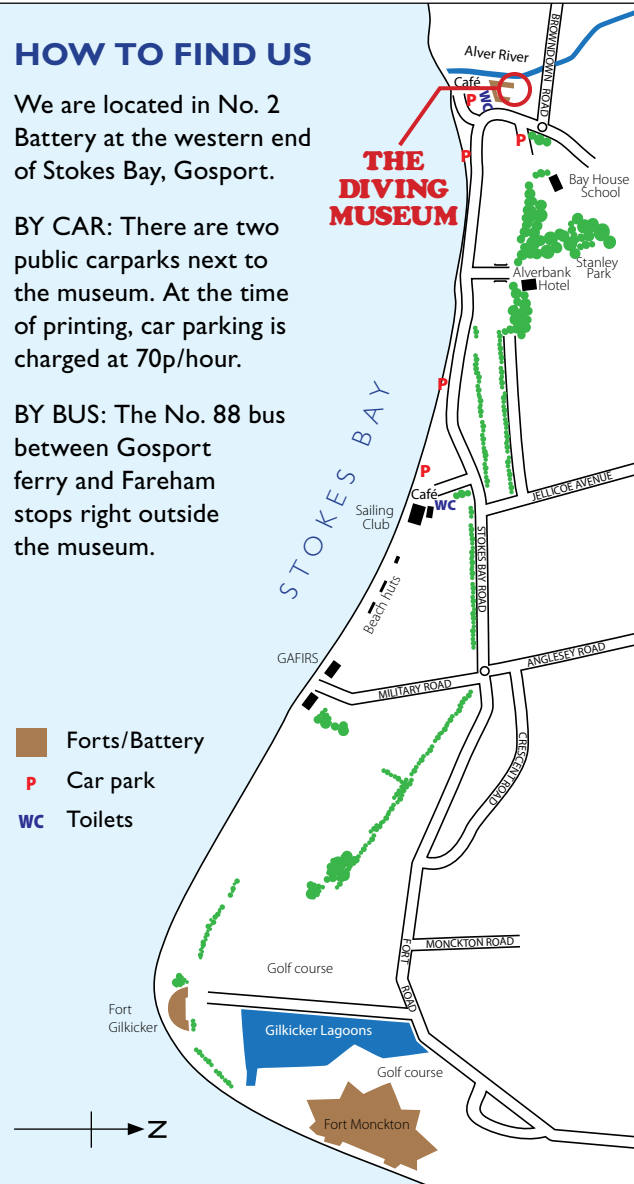 HOW TO FIND US
We are located in No. 2
Battery at the western end
of Stokes Bay, Gosport.
BY CAR: There are two
public carparks next to
the museum. At the time
of printing, car parking is
charged at 70p/hour.
BY BUS: The No. 88 bus
between Gosport
ferry and Fareham
stops right outside
the museum.
Forts/Battery
P Car park
WC Toilets
N
STOKES BAY
Alver River
BROWNDOWN ROAD
Café
P
WC
P
P
THE
DIVING
MUSEUM
Bay House
School
Stanley
Park
Alverbank
Hotel
P
P
Café
WC
Sailing
Club
JELLICOE AVENUE
STOKES BAY ROAD
Beach huts
GAFIRS
MILITARY ROAD
ANGLESEY ROAD
CRESCENT ROAD
FORT ROAD
MONCKTON ROAD
Golf course
Fort
Gilkicker
Gilkicker Lagoons
Golf course
Fort Monckton